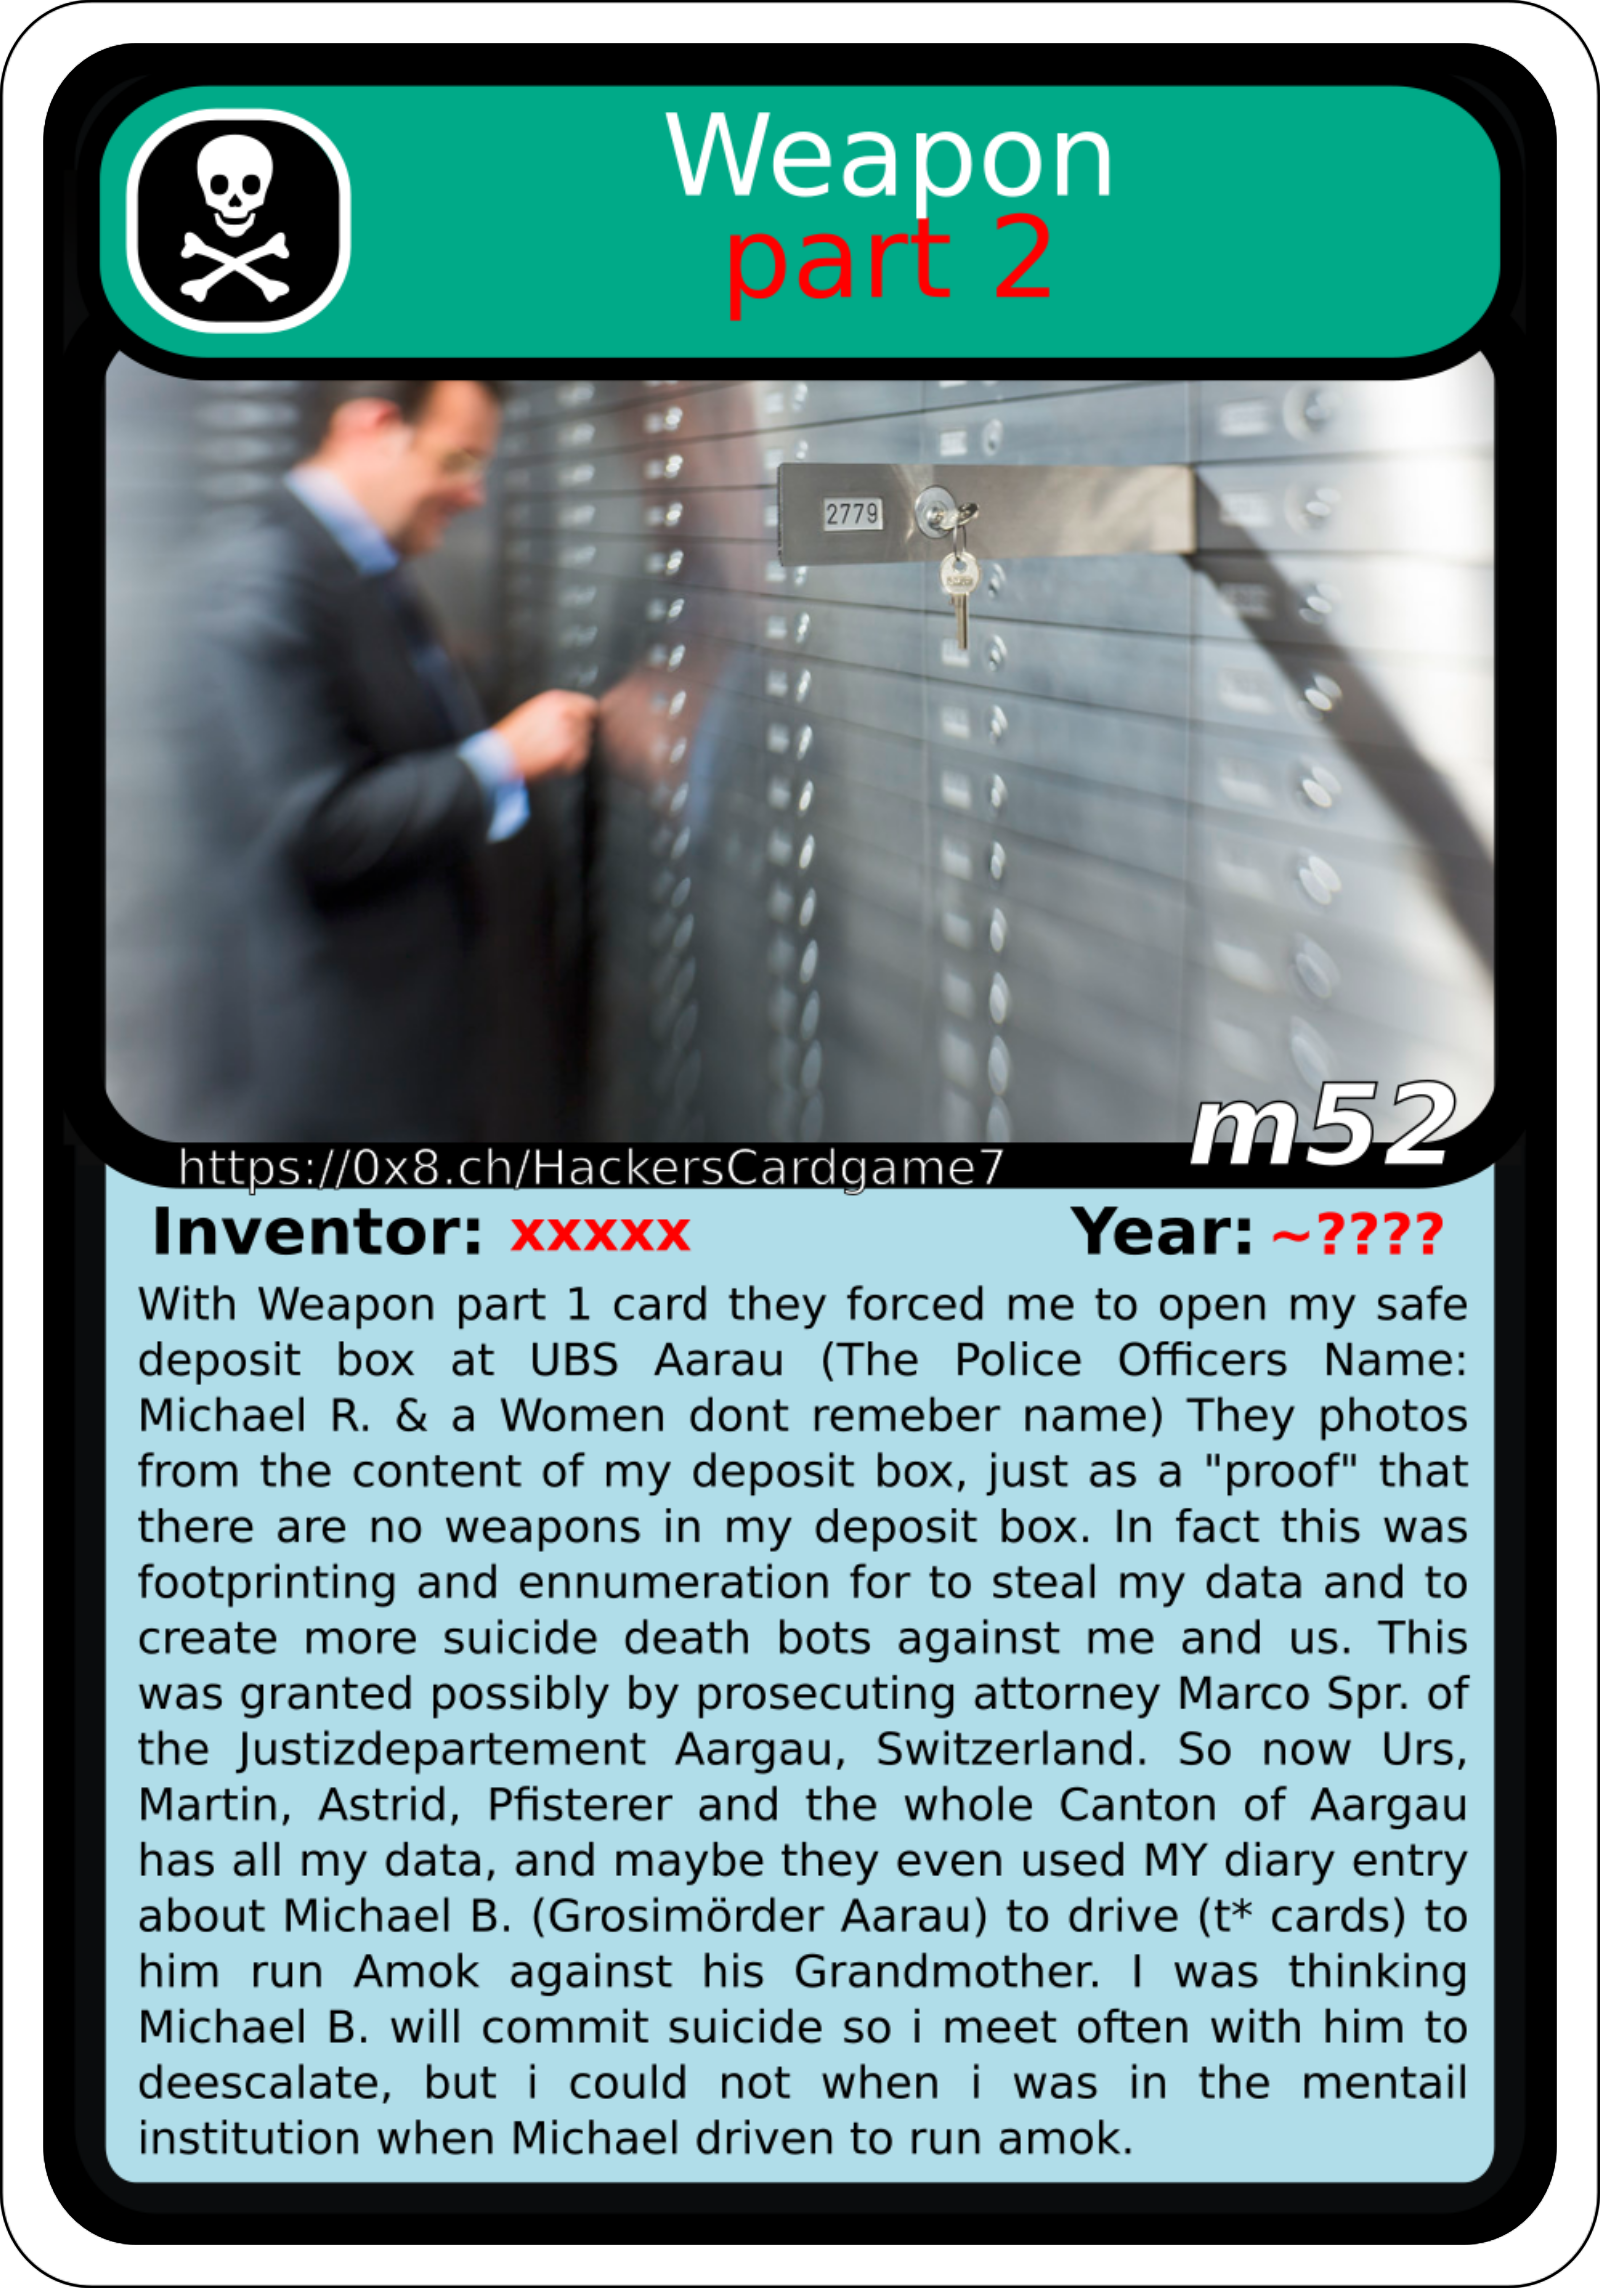 Weapon
part 2
2779
m52
https://0x8.ch/HackersCardgame7
Inventor: xxxxx Year: ~????
With Weapon part 1 card they forced me to open my safe
deposit box at UBS Aarau (The Police Officers Name:
Michael R. & a Women dont remeber name) They photos
from the content of my deposit box, just as a "proof" that
there are no weapons in my deposit box. In fact this was
footprinting and ennumeration for to steal my data and to
create more suicide death bots against me and us. This
was granted possibly by prosecuting attorney Marco Spr. of
the Justizdepartement Aargau, Switzerland. So now Urs,
Martin, Astrid, Pfisterer and the whole Canton of Aargau
has all my data, and maybe they even used MY diary entry
about Michael B. (Grosimörder Aarau) to drive (t* cards) to
him run Amok against his Grandmother. I was thinking
Michael B. will commit suicide so i meet often with him to
deescalate, but i could not when i was in the mentail
institution when Michael driven to run amok.